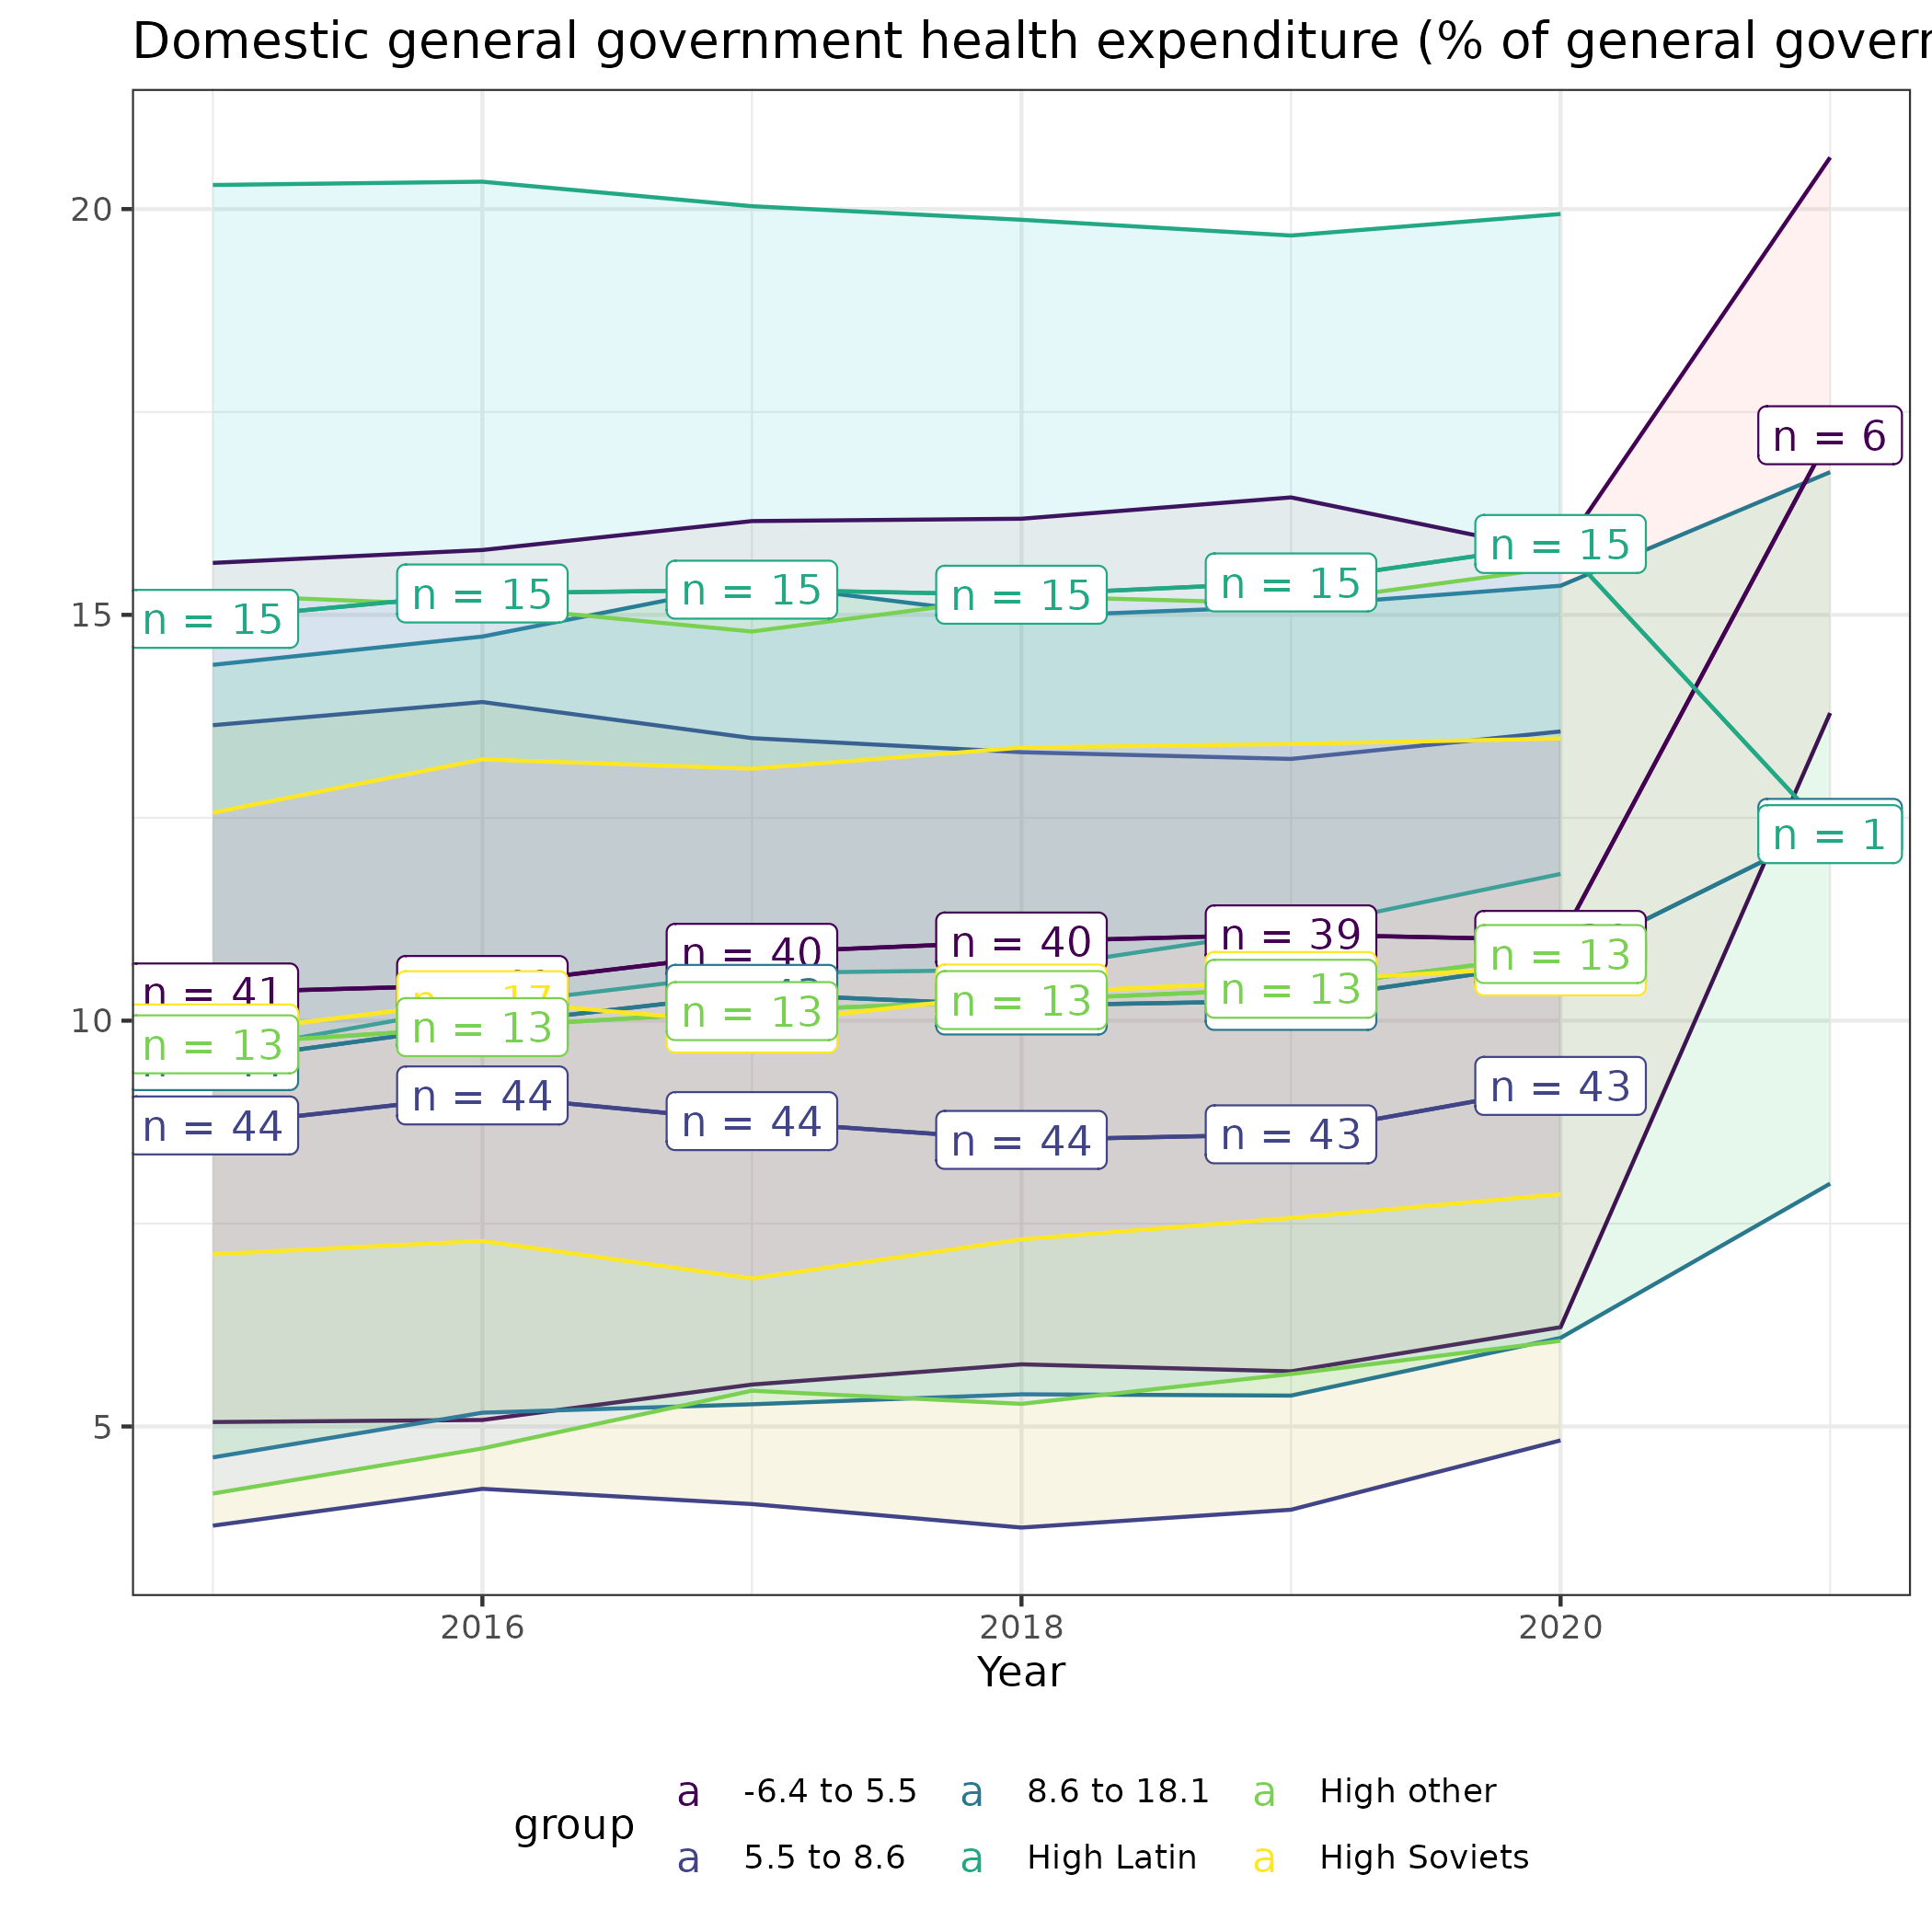 Domestic general government health expenditure (% of general govern
20
n = 6
n = 15
n = 15
n = 15
n = 15
n = 15
n = 15
15
n = 1
n = 41
n = 40
n = 40
n = 39
n = 17
n = 13
n = 13
n = 13
n = 13
n = 13
n = 13
10
n = 44
n = 44
n = 44
n = 44
n = 43
n = 43
5
2016
2018
2020
Year
group
a -6.4 to 5.5
a 8.6 to 18.1
a High other
a 5.5 to 8.6
a High Latin
a High Soviets